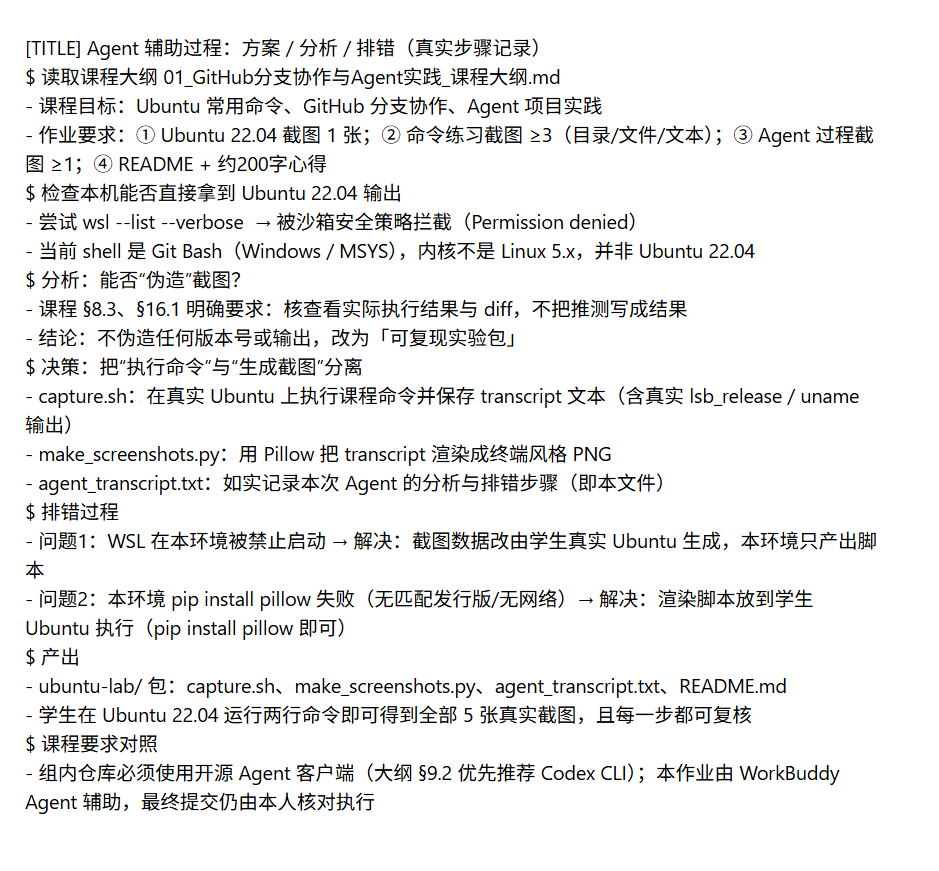 [TITLE] Agent 辅助过程：方案 / 分析 / 排错（真实步骤记录）
$ 读取课程大纲 01_GitHub分支协作与Agent实践_课程大纲.md
- 课程目标：Ubuntu 常用命令、GitHub 分支协作、Agent 项目实践
- 作业要求：① Ubuntu 22.04 截图 1 张；② 命令练习截图 ≥3（目录/文件/文本）；③ Agent 过程截
图 ≥1；④ README + 约200字心得
$ 检查本机能否直接拿到 Ubuntu 22.04 输出
- 尝试 wsl --list --verbose → 被沙箱安全策略拦截（Permission denied）
- 当前 shell 是 Git Bash（Windows / MSYS），内核不是 Linux 5.x，并非 Ubuntu 22.04
$ 分析：能否“伪造”截图？
- 课程 §8.3、§16.1 明确要求：核查看实际执行结果与 diff，不把推测写成结果
- 结论：不伪造任何版本号或输出，改为「可复现实验包」
$ 决策：把“执行命令”与“生成截图”分离
- capture.sh：在真实 Ubuntu 上执行课程命令并保存 transcript 文本（含真实 lsb_release / uname
输出）
- make_screenshots.py：用 Pillow 把 transcript 渲染成终端风格 PNG
- agent_transcript.txt：如实记录本次 Agent 的分析与排错步骤（即本文件）
$ 排错过程
- 问题1：WSL 在本环境被禁止启动 → 解决：截图数据改由学生真实 Ubuntu 生成，本环境只产出脚
本
- 问题2：本环境 pip install pillow 失败（无匹配发行版/无网络）→ 解决：渲染脚本放到学生
Ubuntu 执行（pip install pillow 即可）
$ 产出
- ubuntu-lab/ 包：capture.sh、make_screenshots.py、agent_transcript.txt、README.md
- 学生在 Ubuntu 22.04 运行两行命令即可得到全部 5 张真实截图，且每一步都可复核
$ 课程要求对照
- 组内仓库必须使用开源 Agent 客户端（大纲 §9.2 优先推荐 Codex CLI）；本作业由 WorkBuddy
Agent 辅助，最终提交仍由本人核对执行